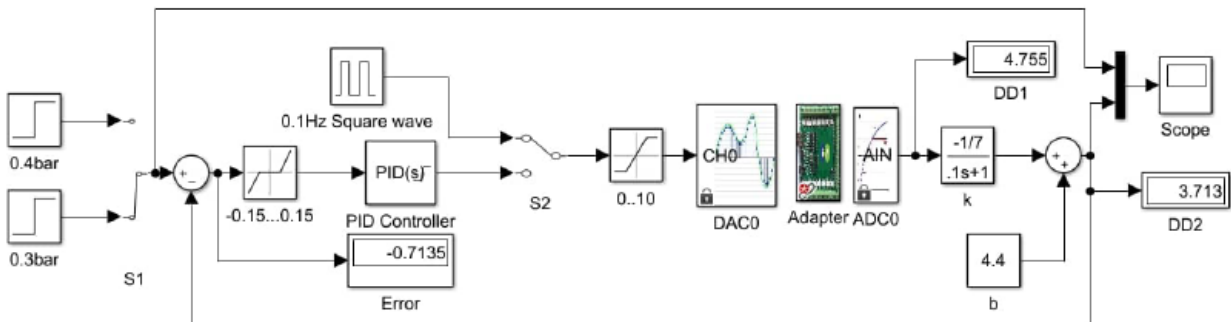 0.4bar
0.3bar
S1
+
−
-0.15...0.15
0.1Hz Square wave
PID(s)
PID Controller
-0.7135
Error
S2
0..10
CH0
DAC0
Adapter
AIN
ADC0
4.755
DD1
-1/7
.1s+1
k
+
+
4.4
b
Scope
3.713
DD2